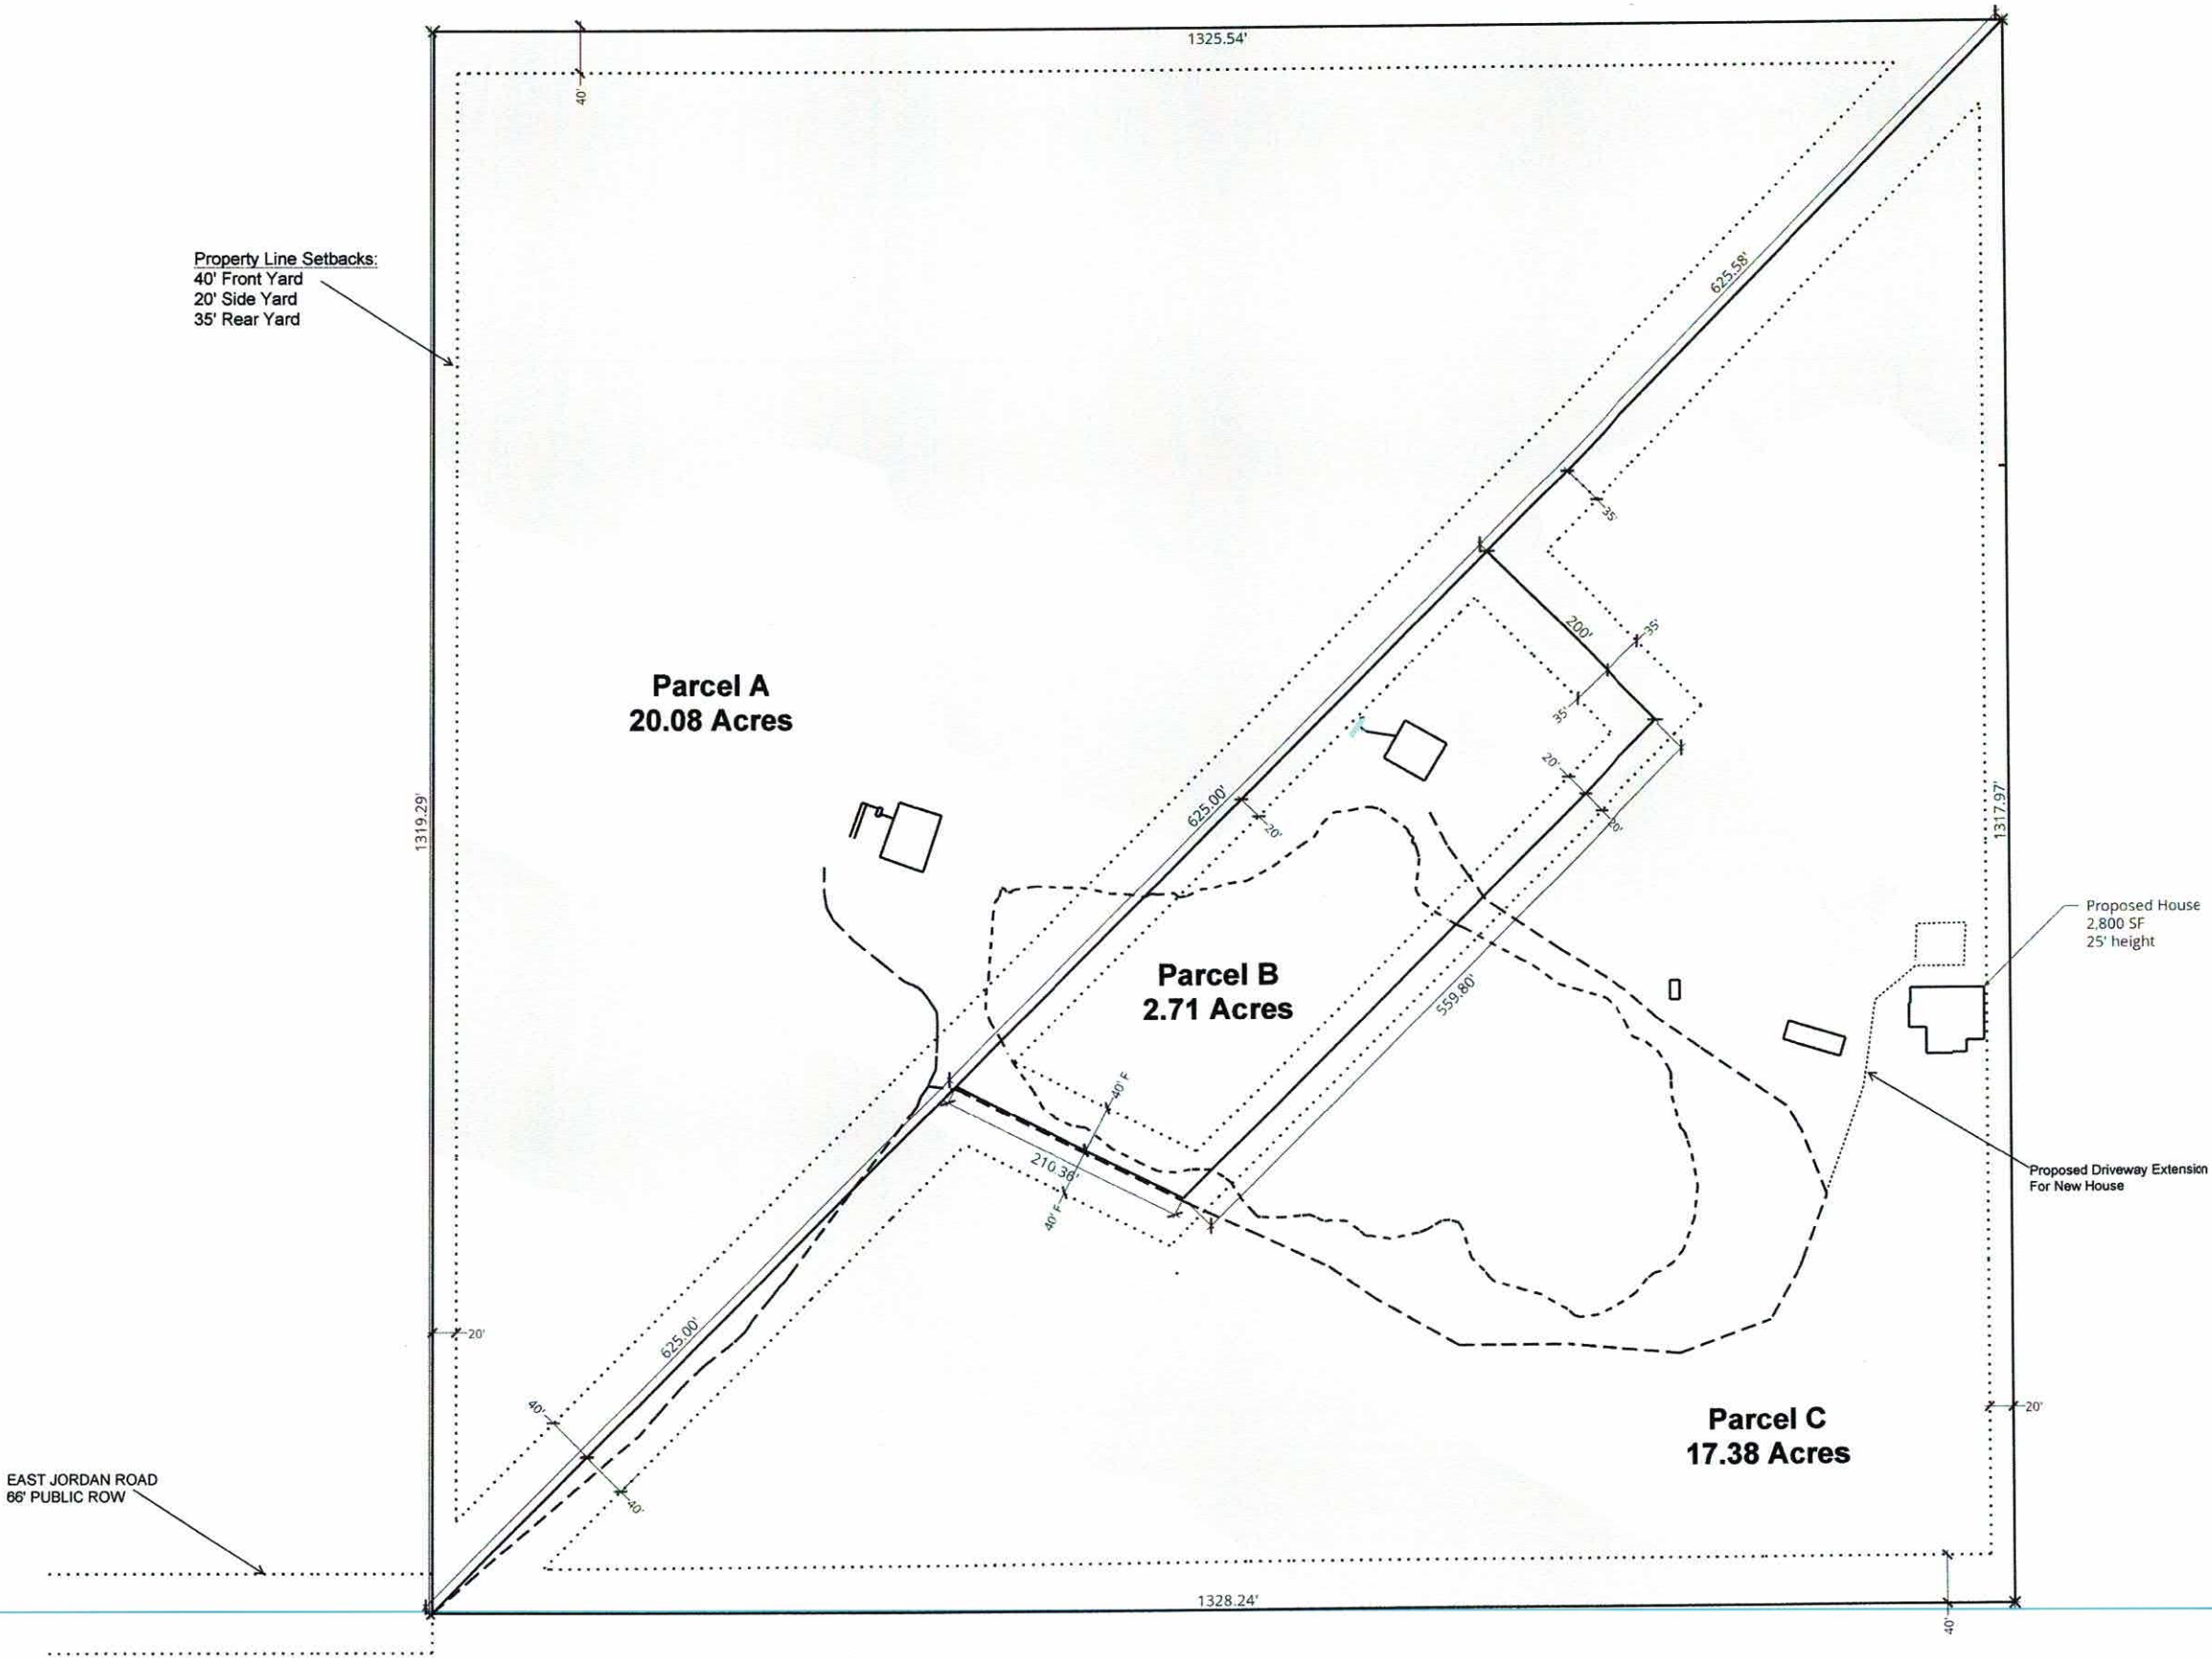 1325.54'
40'
Property Line Setbacks:
40' Front Yard
20' Side Yard
35' Rear Yard
625.58'
35'
200'
35'
35'
Parcel A
20.08 Acres
20'
20'
625.00'
20'
1319.29'
1317.97'
Proposed House
2,800 SF
25' height
Parcel B
2.71 Acres
559.80'
40' F
210.36'
40' F
Proposed Driveway Extension
For New House
625.00'
20'
40'
40'
Parcel C
17.38 Acres
20'
EAST JORDAN ROAD
66' PUBLIC ROW
1328.24'
40'